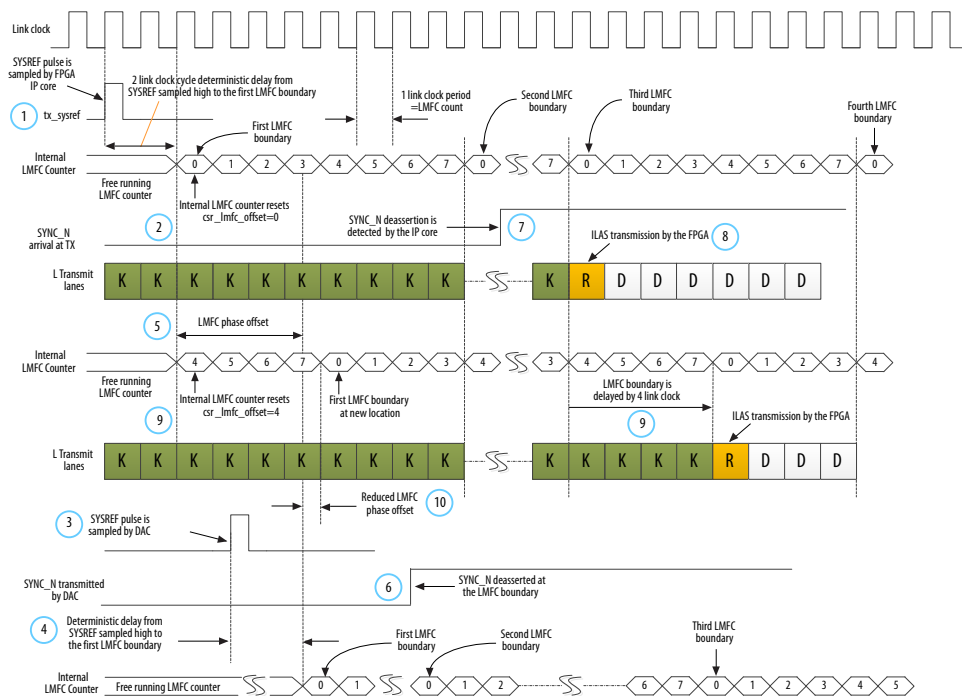 Link clock
SYSREF pulse is
sampled by FPGA
IP core
2 link clock cycle deterministic delay from
SYSREF sampled high to the first LMFC boundary
1 link clock period
=LMFC count
Second LMFC
boundary
Third LMFC
boundary
Fourth LMFC
boundary
1 tx_sysref
First LMFC
boundary
Internal
LMFC Counter
0 1 2 3 4 5 6 7 0 7 0 1 2 3 4 5 6 7 0
Free running
LMFC counter
Internal LMFC counter resets
csr_lmfc_offset=0
2
SYNC_N deassertion is
detected by the IP core
7
ILAS transmission by the FPGA 8
SYNC_N
arrival at TX
L Transmit
lanes
K K K K K K K K K K K R D D D D D D
5 LMFC phase offset
Internal
LMFC Counter
4 5 6 7 0 1 2 3 4 3 4 5 6 7 0 1 2 3 4
Free running
LMFC counter
Internal LMFC counter resets
csr_lmfc_offset=4
First LMFC boundary
at new location
LMFC boundary is
delayed by 4 link clock
9
9
ILAS transmission by the FPGA
L Transmit
lanes
K K K K K K K K K K K K K K K R D D D
Reduced LMFC
phase offset
10
3 SYSREF pulse is
sampled by DAC
SYNC_N transmitted
by DAC
6 SYNC_N deasserted at
the LMFC boundary
4 Deterministic delay from
SYSREF sampled high to
the first LMFC boundary
First LMFC
boundary
Second LMFC
boundary
Third LMFC
boundary
Internal
LMFC Counter
Free running LMFC counter
0 1 0 1 2 6 7 0 1 2 3 4 5